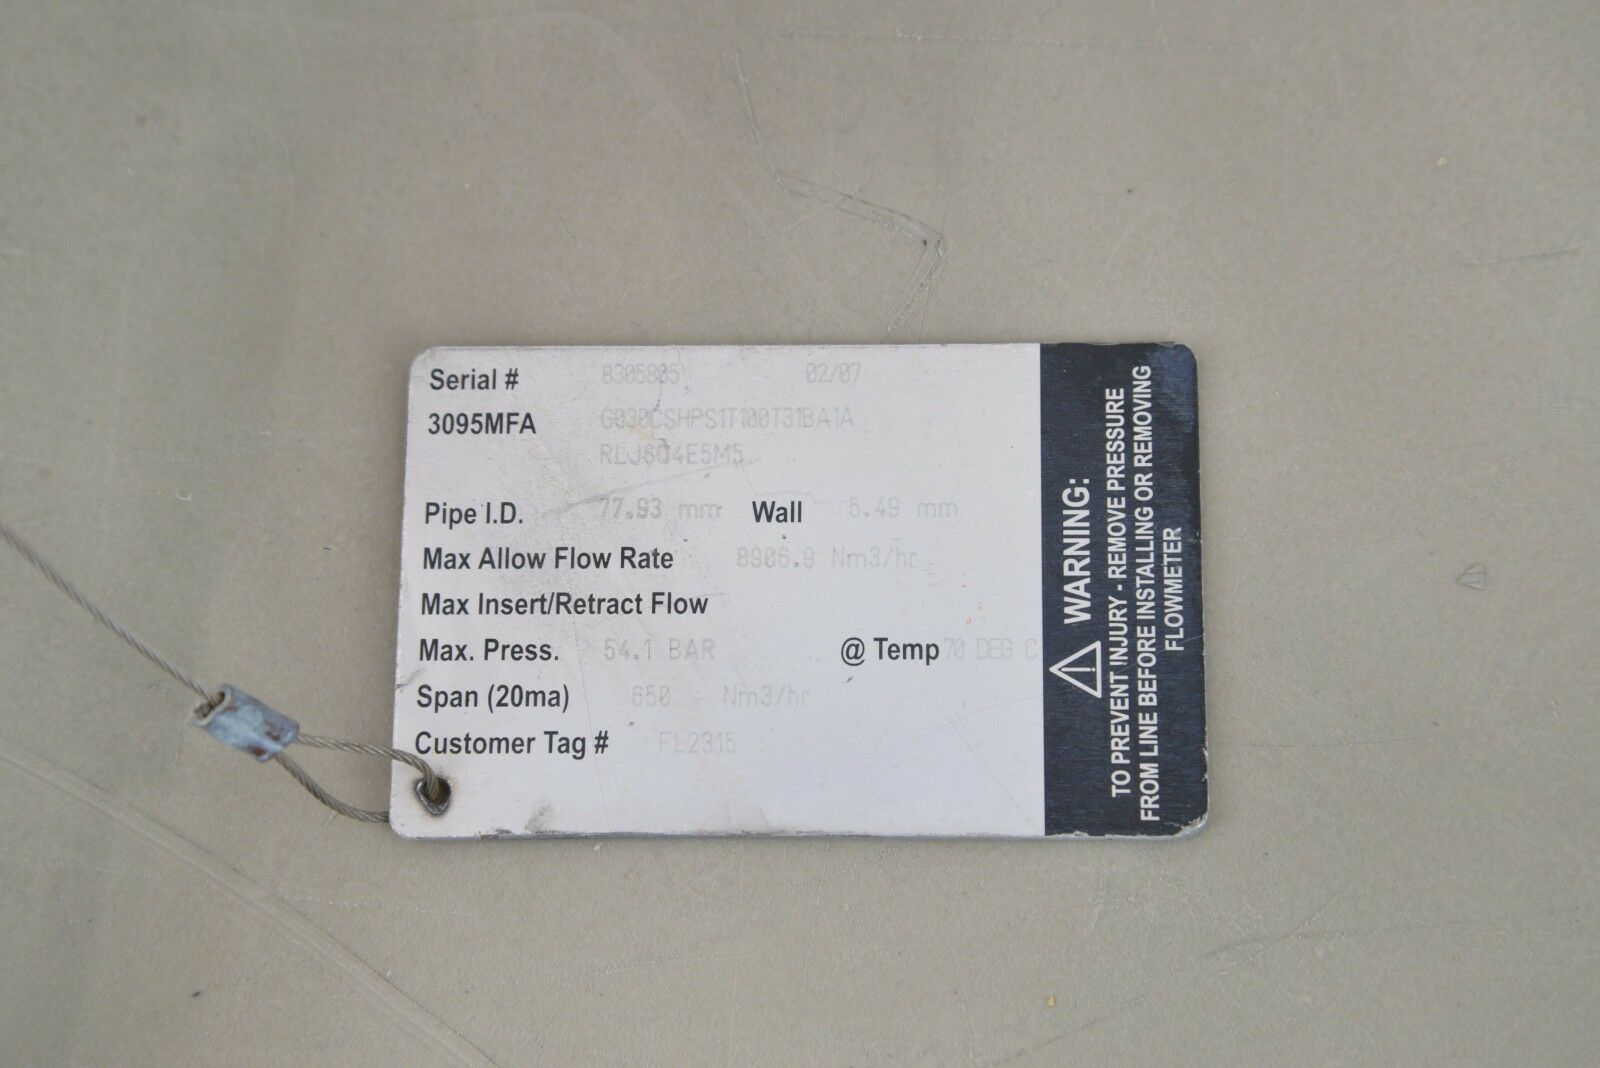 Serial # 8305805 02/07
3095MFA G030CSHPS1T100T31BA1A
RLJSQ4E5M5
Pipe I.D. 77.93 mm Wall 5.49 mm
Max Allow Flow Rate 8906.9 Nm3/hr
Max Insert/Retract Flow
Max. Press. 54.1 BAR @ Temp 70 DEG C
Span (20ma) 650 Nm3/hr
Customer Tag # FL2315
WARNING:
TO PREVENT INJURY - REMOVE PRESSURE
FROM LINE BEFORE INSTALLING OR REMOVING
FLOWMETER